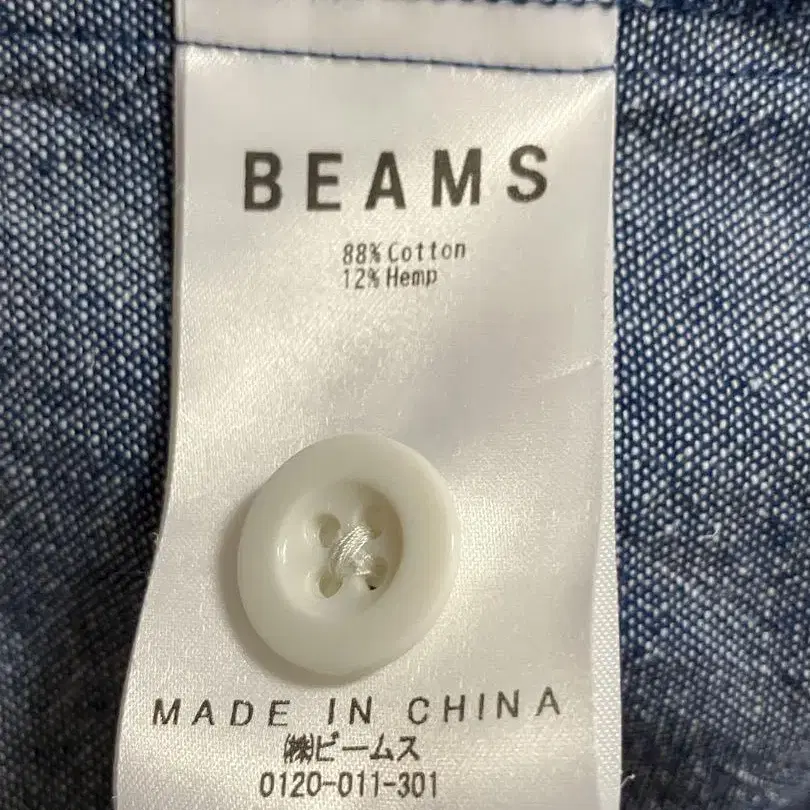 BEAMS
88% Cotton
12% Hemp
MADE IN CHINA
㈱ビームス
0120-011-301